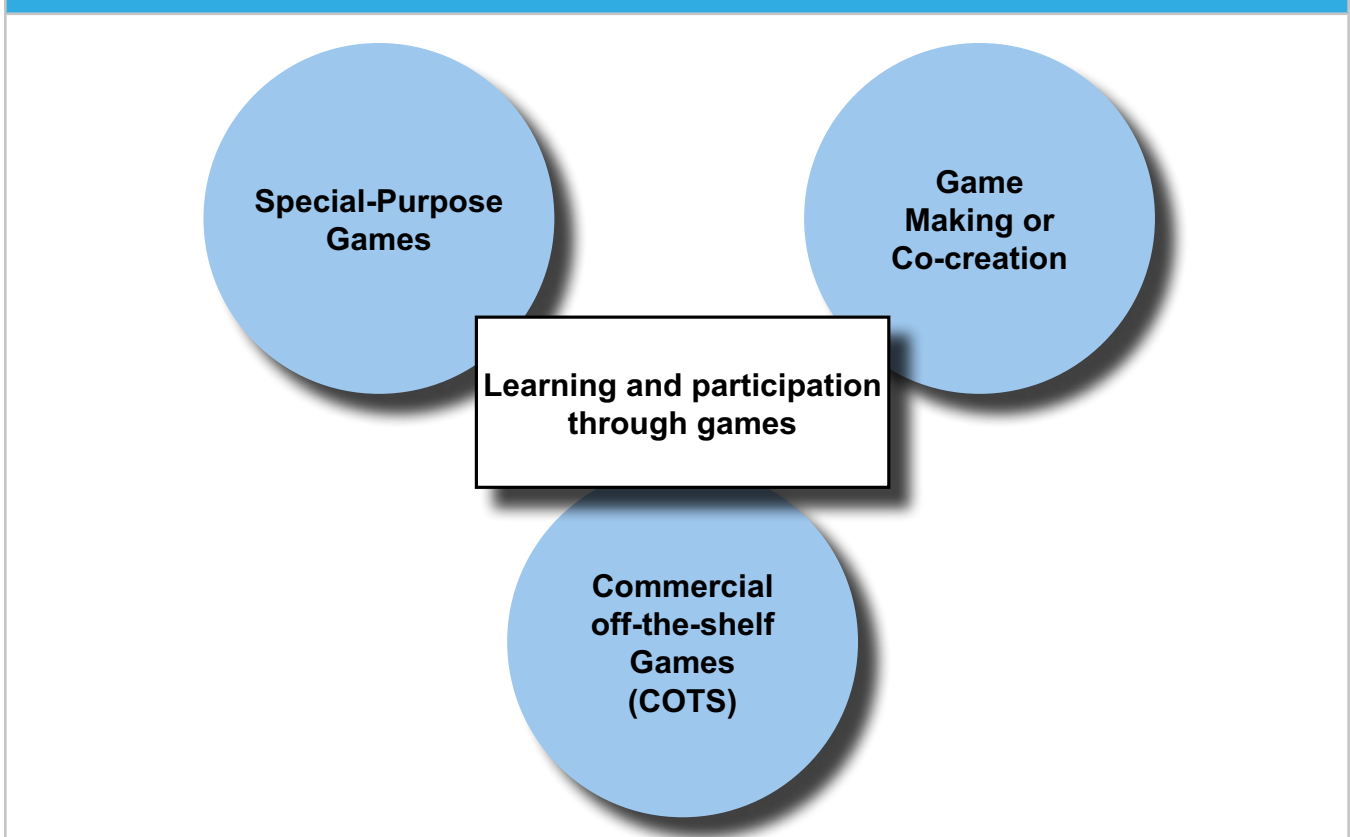 Special-Purpose
Games
Game
Making or
Co-creation
Learning and participation
through games
Commercial
off-the-shelf
Games
(COTS)